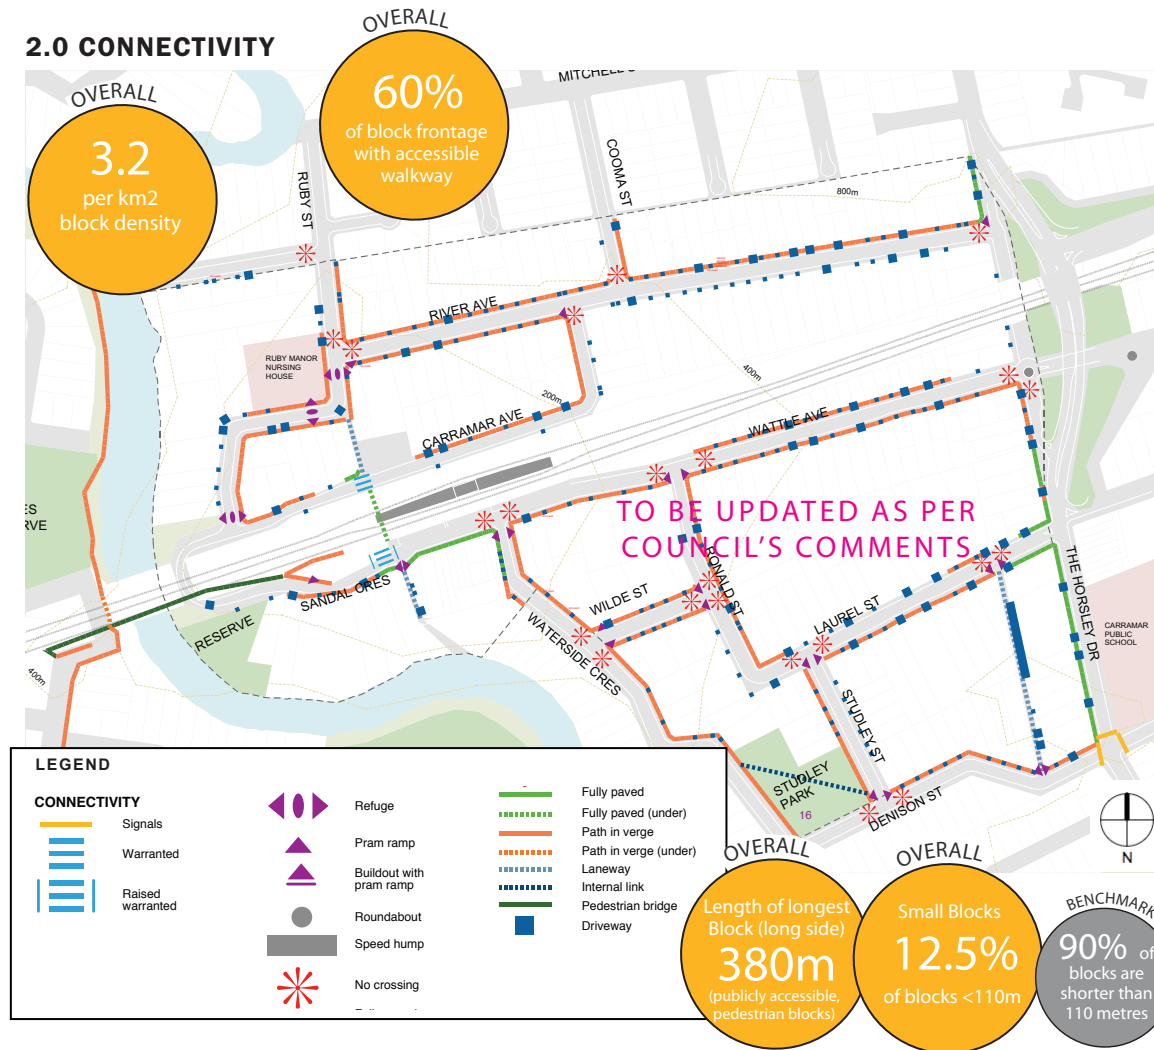 2.0 CONNECTIVITY
OVERALL
3.2
per km2
block density
OVERALL
60%
of block frontage
with accessible
walkway
RUBY ST
COOMA ST
800m
RIVER AVE
RUBY MANOR
NURSING
HOUSE
200m
400m
CARRAMAR AVE
WATTLE AVE
TO BE UPDATED AS PER
COUNCIL'S COMMENTS
RONALD ST
SANDAL CRES
WILDE ST
LAUREL ST
THE HORSLEY DR
CARRAMAR
PUBLIC
SCHOOL
RESERVE
WATERSIDE CRES
400m
STUDLEY ST
STUDLEY
PARK
16
DENISON ST
N
LEGEND
CONNECTIVITY
Signals
Warranted
Raised
warranted
Refuge
Pram ramp
Buildout with
pram ramp
Roundabout
Speed hump
No crossing
Fully paved
Fully paved (under)
Path in verge
Path in verge (under)
Laneway
Internal link
Pedestrian bridge
Driveway
OVERALL
Length of longest
Block (long side)
380m
(publicly accessible,
pedestrian blocks)
OVERALL
Small Blocks
12.5%
of blocks <110m
BENCHMARK
90% of
blocks are
shorter than
110 metres